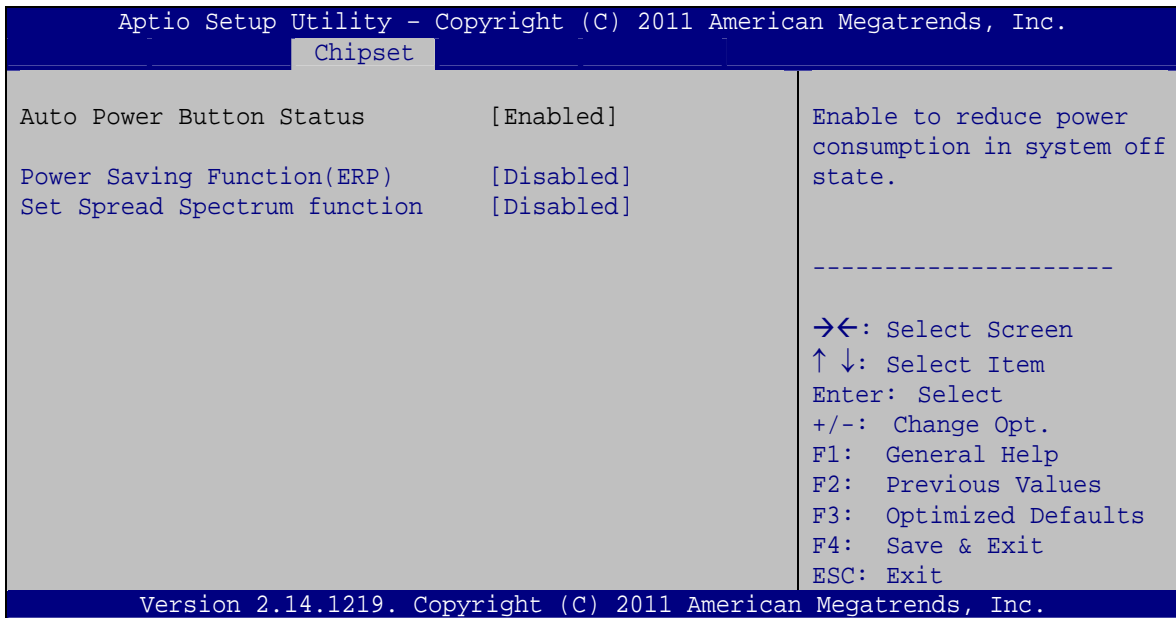 Aptio Setup Utility – Copyright (C) 2011 American Megatrends, Inc.
Chipset
Auto Power Button Status [Enabled]
Power Saving Function(ERP) [Disabled]
Set Spread Spectrum function [Disabled]
Enable to reduce power
consumption in system off
state.
----------------------
→←: Select Screen
↑ ↓: Select Item
Enter: Select
+/-: Change Opt.
F1: General Help
F2: Previous Values
F3: Optimized Defaults
F4: Save & Exit
ESC: Exit
Version 2.14.1219. Copyright (C) 2011 American Megatrends, Inc.